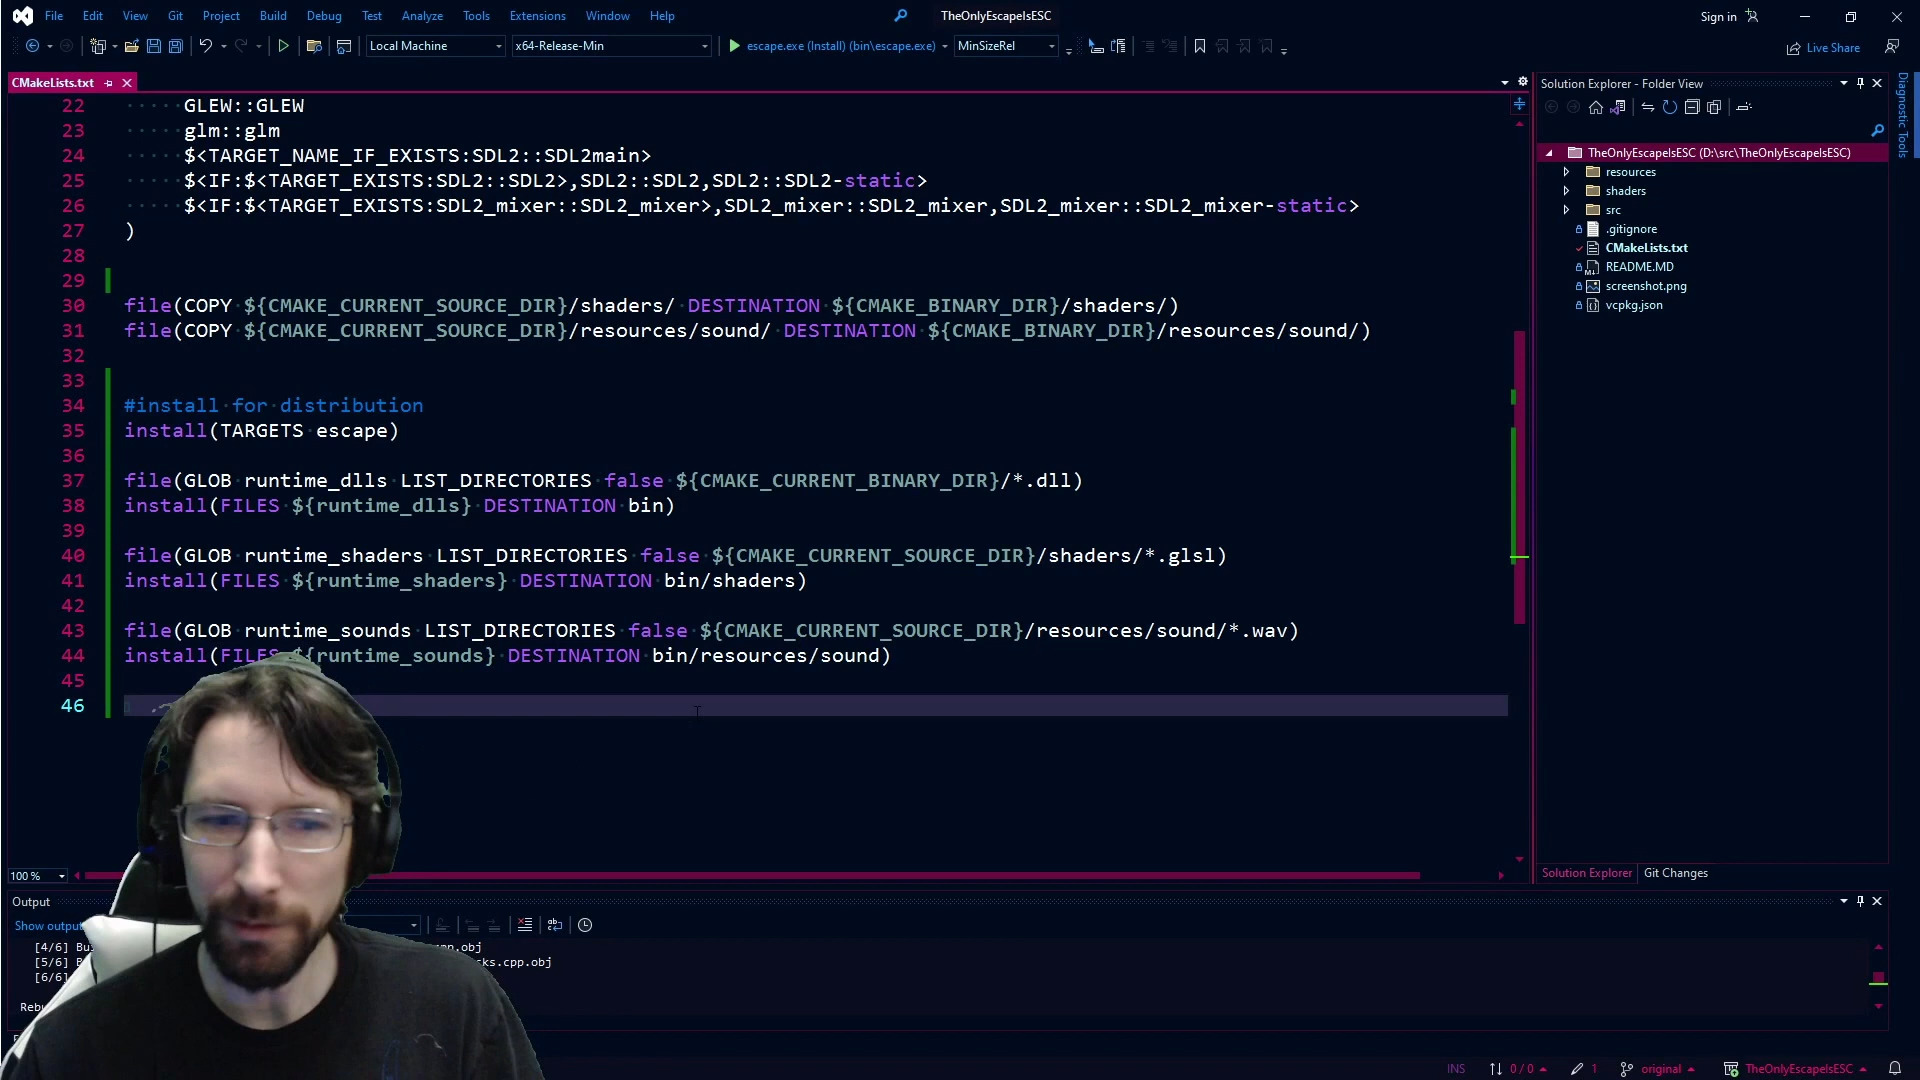 File Edit View Git Project Build Debug Test Analyze Tools Extensions Window Help TheOnlyEscapeIsESC Sign in
Local Machine x64-Release-Min escape.exe (Install) (bin\escape.exe) MinSizeRel Live Share
CMakeLists.txt
22 GLEW::GLEW
23 glm::glm
24 $<TARGET_NAME_IF_EXISTS:SDL2::SDL2main>
25 $<IF:$<TARGET_EXISTS:SDL2::SDL2>,SDL2::SDL2,SDL2::SDL2-static>
26 $<IF:$<TARGET_EXISTS:SDL2_mixer::SDL2_mixer>,SDL2_mixer::SDL2_mixer,SDL2_mixer::SDL2_mixer-static>
27 )
28
29
30 file(COPY ${CMAKE_CURRENT_SOURCE_DIR}/shaders/ DESTINATION ${CMAKE_BINARY_DIR}/shaders/)
31 file(COPY ${CMAKE_CURRENT_SOURCE_DIR}/resources/sound/ DESTINATION ${CMAKE_BINARY_DIR}/resources/sound/)
32
33
34 #install for distribution
35 install(TARGETS escape)
36
37 file(GLOB runtime_dlls LIST_DIRECTORIES false ${CMAKE_CURRENT_BINARY_DIR}/*.dll)
38 install(FILES ${runtime_dlls} DESTINATION bin)
39
40 file(GLOB runtime_shaders LIST_DIRECTORIES false ${CMAKE_CURRENT_SOURCE_DIR}/shaders/*.glsl)
41 install(FILES ${runtime_shaders} DESTINATION bin/shaders)
42
43 file(GLOB runtime_sounds LIST_DIRECTORIES false ${CMAKE_CURRENT_SOURCE_DIR}/resources/sound/*.wav)
44 install(FILES ${runtime_sounds} DESTINATION bin/resources/sound)
45
46
100 %
Solution Explorer - Folder View
TheOnlyEscapeIsESC (D:\src\TheOnlyEscapeIsESC)
resources
shaders
src
.gitignore
CMakeLists.txt
README.MD
screenshot.png
vcpkg.json
Solution Explorer Git Changes
Diagnostic Tools
Output
Show outpu
[4/6] Bu mp.obj
[5/6] B cks.cpp.obj
[6/6]
Reb
INS 0 / 0 1 original TheOnlyEscapeIsESC